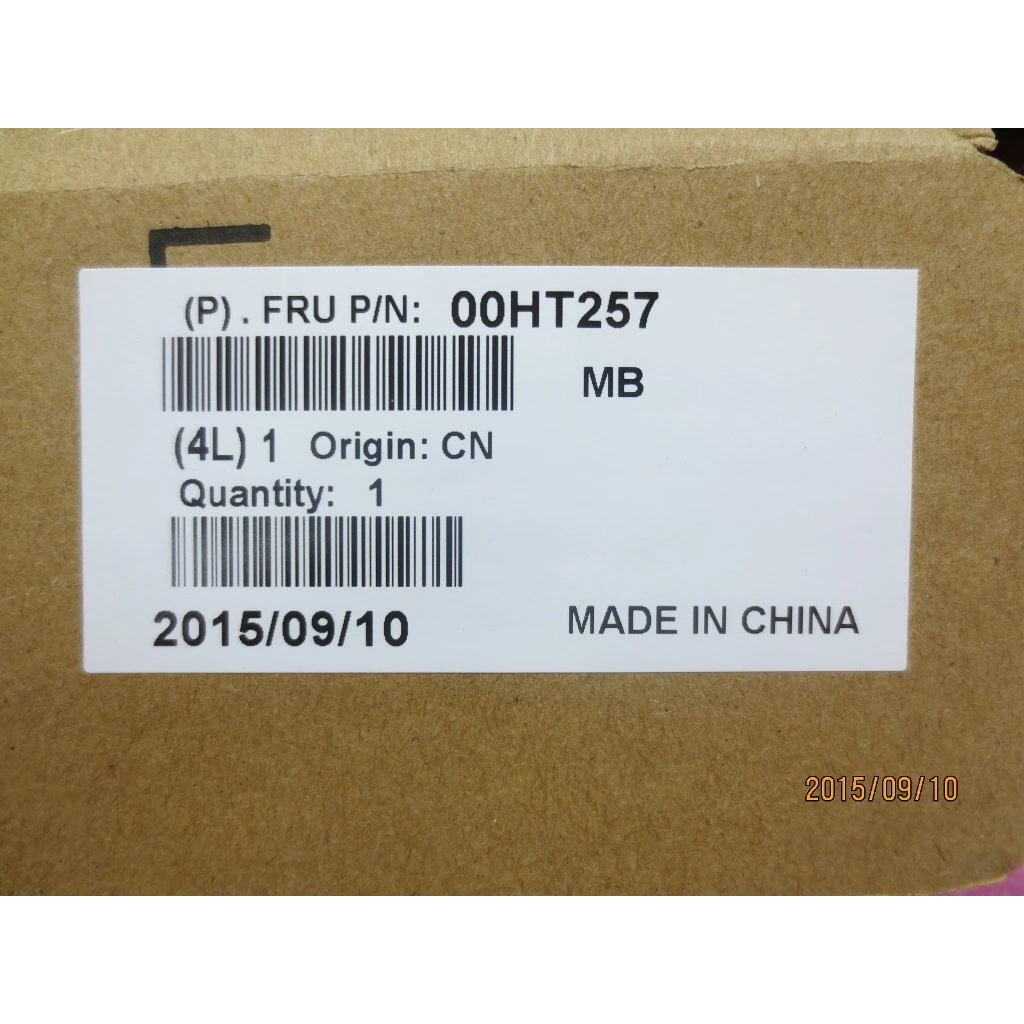 (P) . FRU P/N: 00HT257
MB
(4L) 1 Origin: CN
Quantity: 1
2015/09/10
MADE IN CHINA
2015/09/10